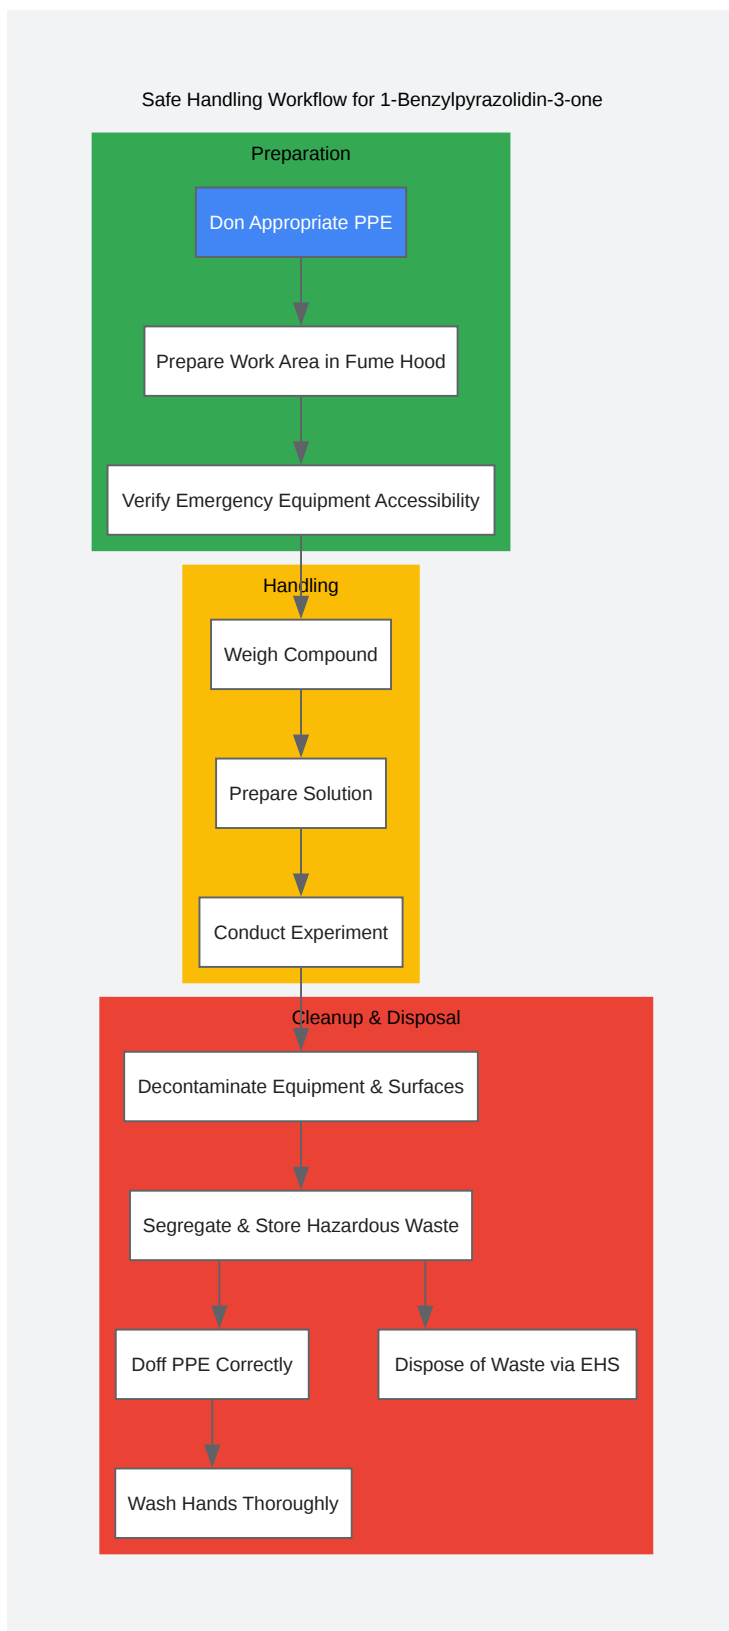 Safe Handling Workflow for 1-Benzylpyrazolidin-3-one
Preparation
Don Appropriate PPE
Prepare Work Area in Fume Hood
Verify Emergency Equipment Accessibility
Handling
Weigh Compound
Prepare Solution
Conduct Experiment
Cleanup & Disposal
Decontaminate Equipment & Surfaces
Segregate & Store Hazardous Waste
Doff PPE Correctly
Dispose of Waste via EHS
Wash Hands Thoroughly